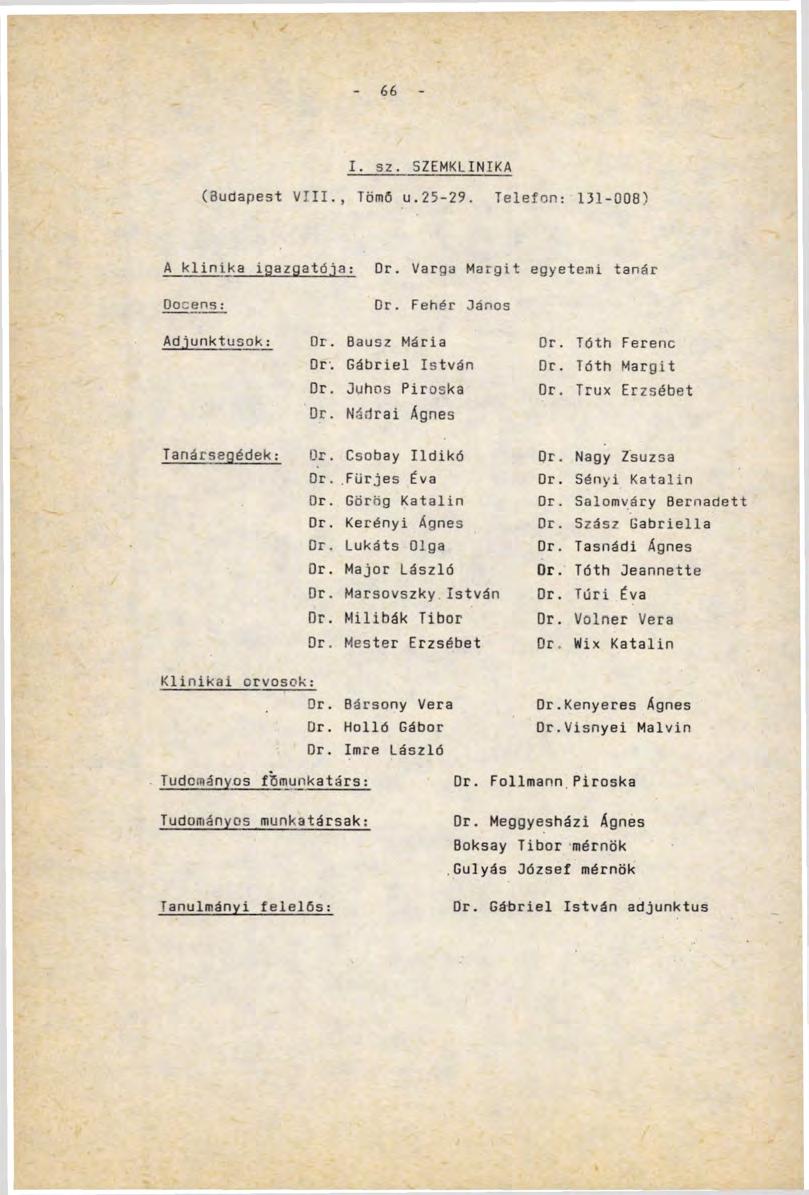 - 66 -
I. sz. SZEMKLINIKA
(Budapest VIII., Tömő u.25-29. Telefon: 131-008)
A klinika igazgatója: Dr. Varga Margit egyetemi tanár
Docens: Dr. Fehér János
Adjunktusok: Dr. Bausz Mária Dr. Tóth Ferenc
Dr. Gábriel István Dr. Tóth Margit
Dr. Juhos Piroska Dr. Trux Erzsébet
Dr. Nádrai Ágnes
Tanársegédek: Dr. Csobay Ildikó Dr. Nagy Zsuzsa
Dr. Fürjes Éva Dr. Sényi Katalin
Dr. Görög Katalin Dr. Salomváry Bernadett
Dr. Kerényi Ágnes Dr. Szász Gabriella
Dr. Lukáts Olga Dr. Tasnádi Ágnes
Dr. Major László Dr. Tóth Jeannette
Dr. Marsovszky István Dr. Túri Éva
Dr. Milibák Tibor Dr. Volner Vera
Dr. Mester Erzsébet Dr. Wix Katalin
Klinikai orvosok:
Dr. Bársony Vera Dr.Kenyeres Ágnes
Dr. Holló Gábor Dr.Visnyei Malvin
Dr. Imre László
Tudományos főmunkatárs: Dr. Follmann Piroska
Tudományos munkatársak: Dr. Meggyesházi Ágnes
Boksay Tibor mérnök
Gulyás József mérnök
Tanulmányi felelős: Dr. Gábriel István adjunktus